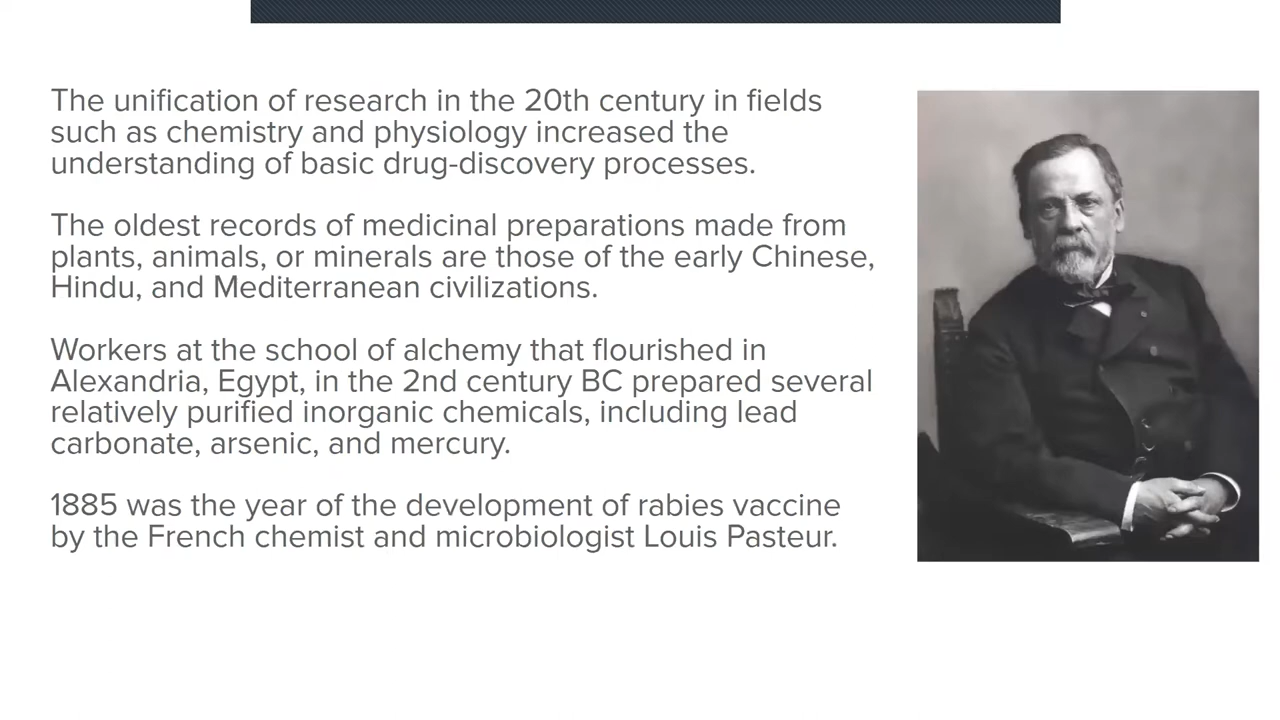 The unification of research in the 20th century in fields
such as chemistry and physiology increased the
understanding of basic drug-discovery processes.
The oldest records of medicinal preparations made from
plants, animals, or minerals are those of the early Chinese,
Hindu, and Mediterranean civilizations.
Workers at the school of alchemy that flourished in
Alexandria, Egypt, in the 2nd century BC prepared several
relatively purified inorganic chemicals, including lead
carbonate, arsenic, and mercury.
1885 was the year of the development of rabies vaccine
by the French chemist and microbiologist Louis Pasteur.